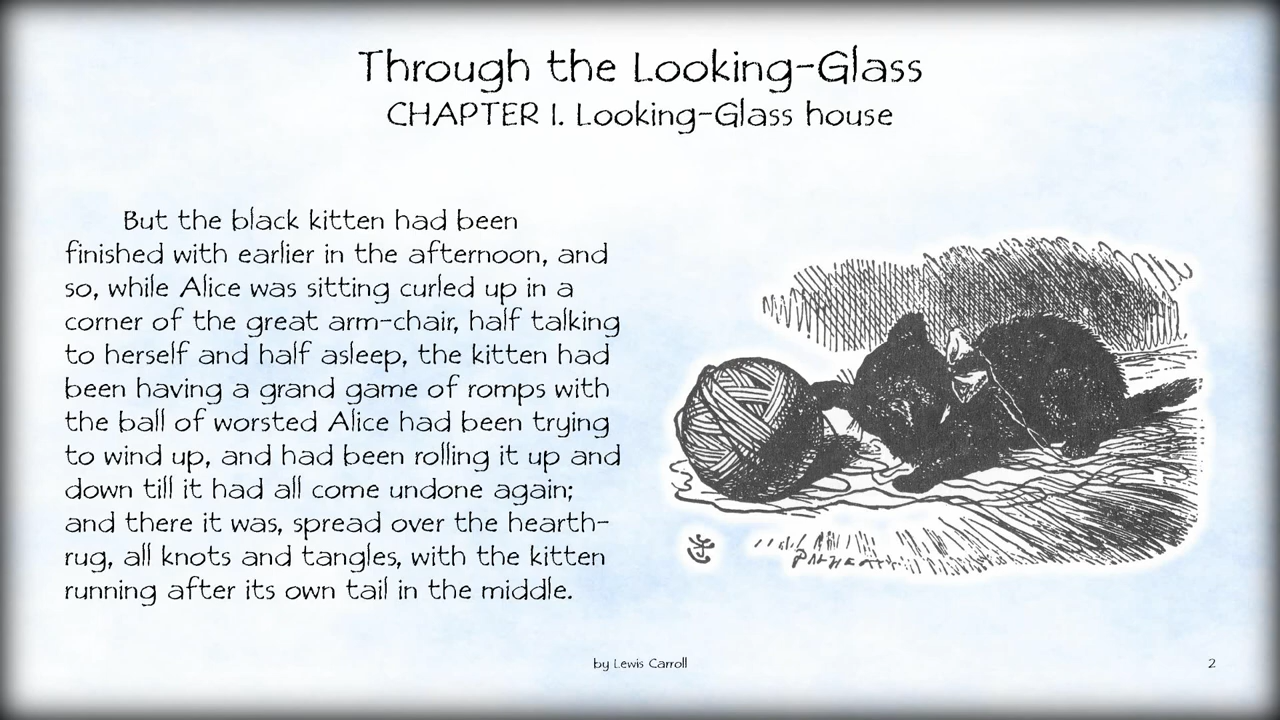 Through the Looking-Glass
CHAPTER I. Looking-Glass house
But the black kitten had been
finished with earlier in the afternoon, and
so, while Alice was sitting curled up in a
corner of the great arm-chair, half talking
to herself and half asleep, the kitten had
been having a grand game of romps with
the ball of worsted Alice had been trying
to wind up, and had been rolling it up and
down till it had all come undone again;
and there it was, spread over the hearth-
rug, all knots and tangles, with the kitten
running after its own tail in the middle.
by Lewis Carroll
2